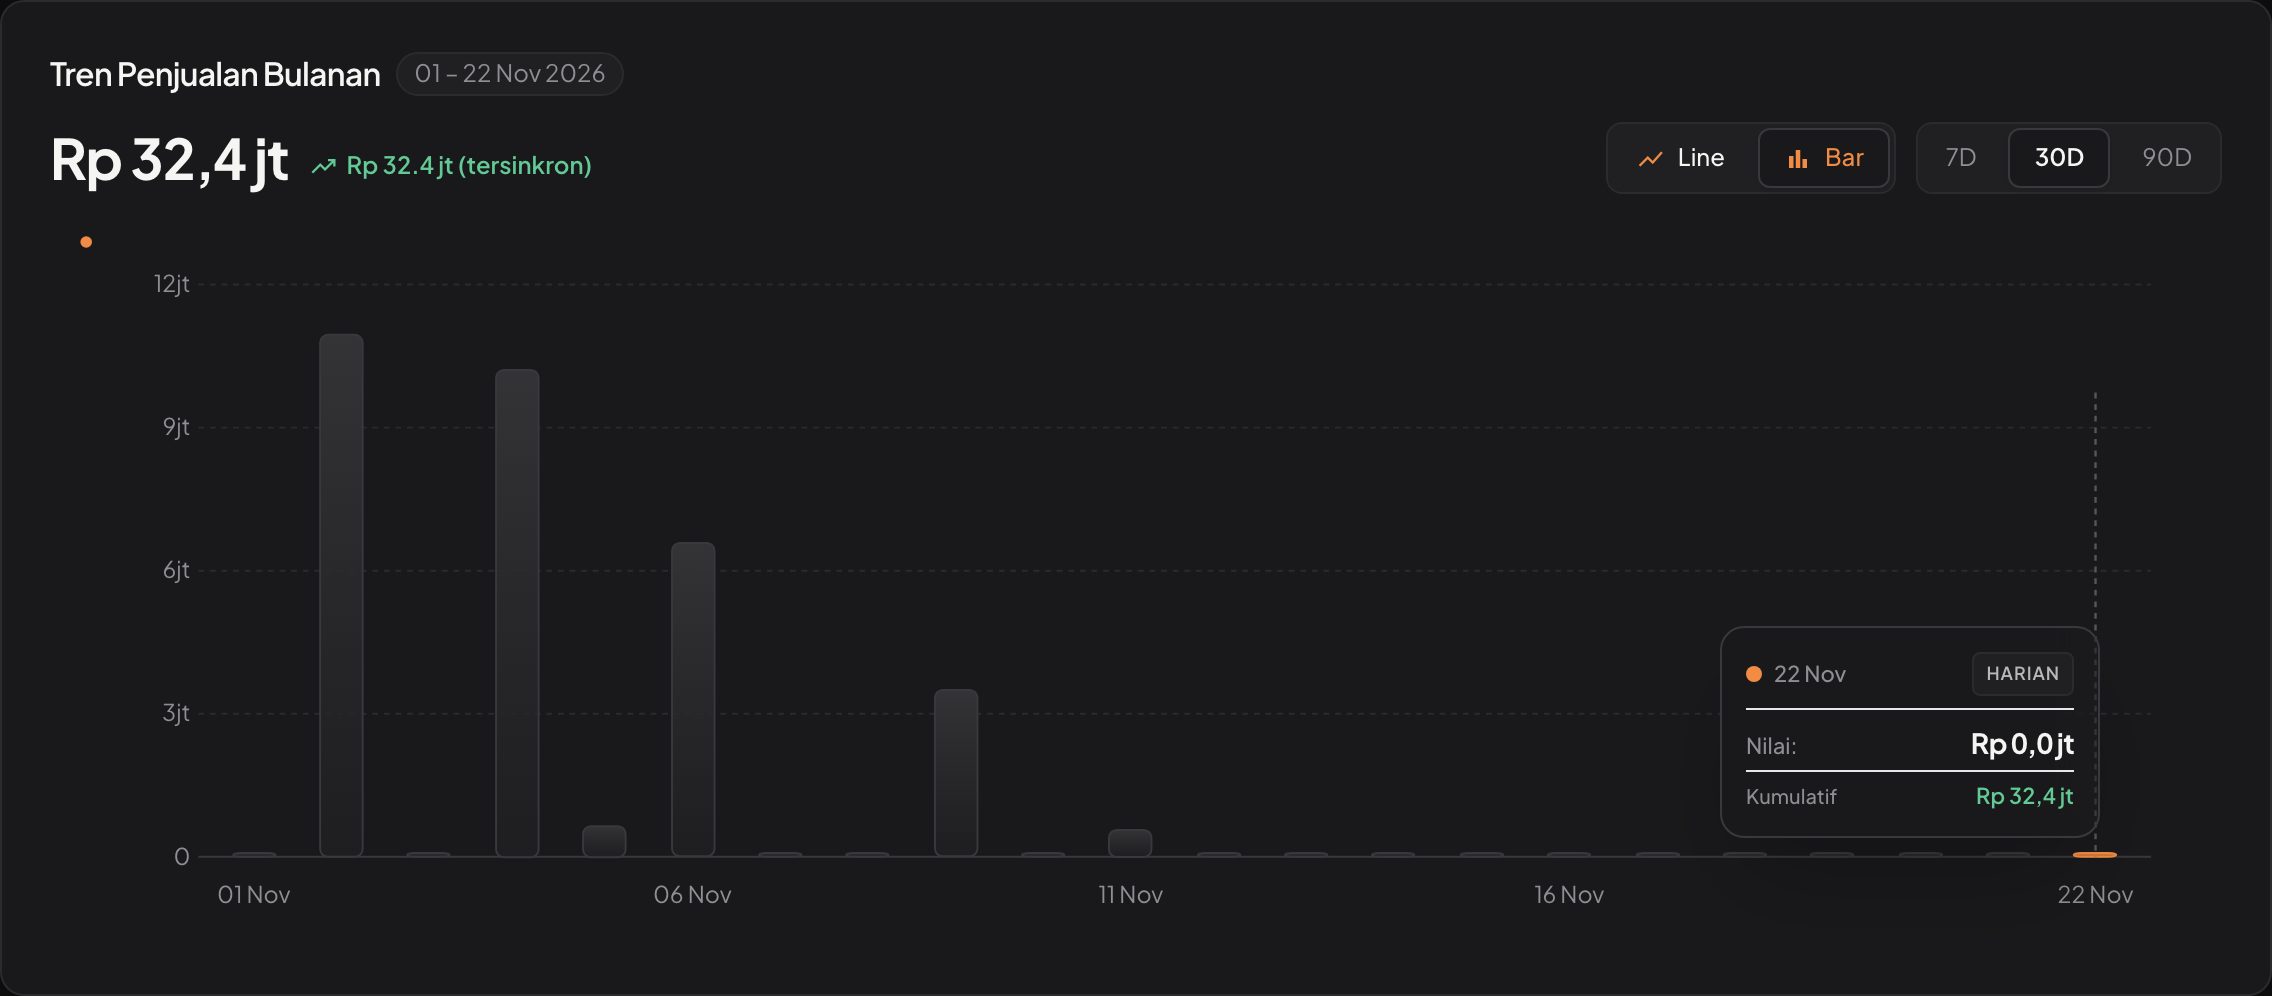 Tren Penjualan Bulanan 01 – 22 Nov 2026
Rp 32,4 jt Rp 32.4 jt (tersinkron)
Line Bar 7D 30D 90D
12jt
9jt
6jt
3jt
0
22 Nov HARIAN
Nilai: Rp 0,0 jt
Kumulatif Rp 32,4 jt
01 Nov 06 Nov 11 Nov 16 Nov 22 Nov